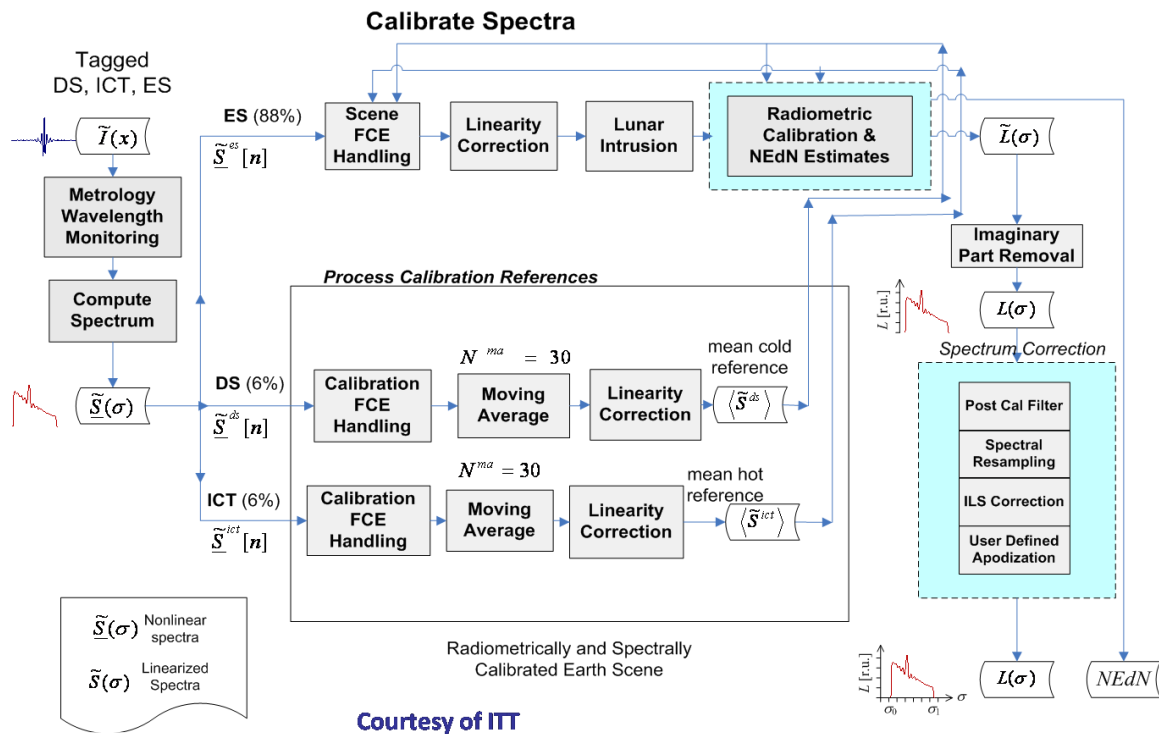 Calibrate Spectra
Tagged
DS, ICT, ES
Ĩ(x)
Metrology
Wavelength
Monitoring
Compute
Spectrum
S̲̃(σ)
ES (88%)
S̲̃ᵉˢ[n]
Scene
FCE
Handling
Linearity
Correction
Lunar
Intrusion
Radiometric
Calibration &
NEdN Estimates
L̃(σ)
Imaginary
Part Removal
L [r.u.]
L(σ)
Process Calibration References
DS (6%)
S̲̃ᵈˢ[n]
Calibration
FCE
Handling
N ᵐᵃ = 30
Moving
Average
Linearity
Correction
mean cold
reference
⟨S̃ᵈˢ⟩
ICT (6%)
S̲̃ⁱᶜᵗ[n]
Calibration
FCE
Handling
Nᵐᵃ = 30
Moving
Average
Linearity
Correction
mean hot
reference
⟨S̃ⁱᶜᵗ⟩
Spectrum Correction
Post Cal Filter
Spectral
Resampling
ILS Correction
User Defined
Apodization
S̲̃(σ) Nonlinear
spectra
S̃(σ) Linearized
Spectra
Radiometrically and Spectrally
Calibrated Earth Scene
L [r.u.]
σ₀ σ₁ σ
L(σ)
NEdN
Courtesy of ITT